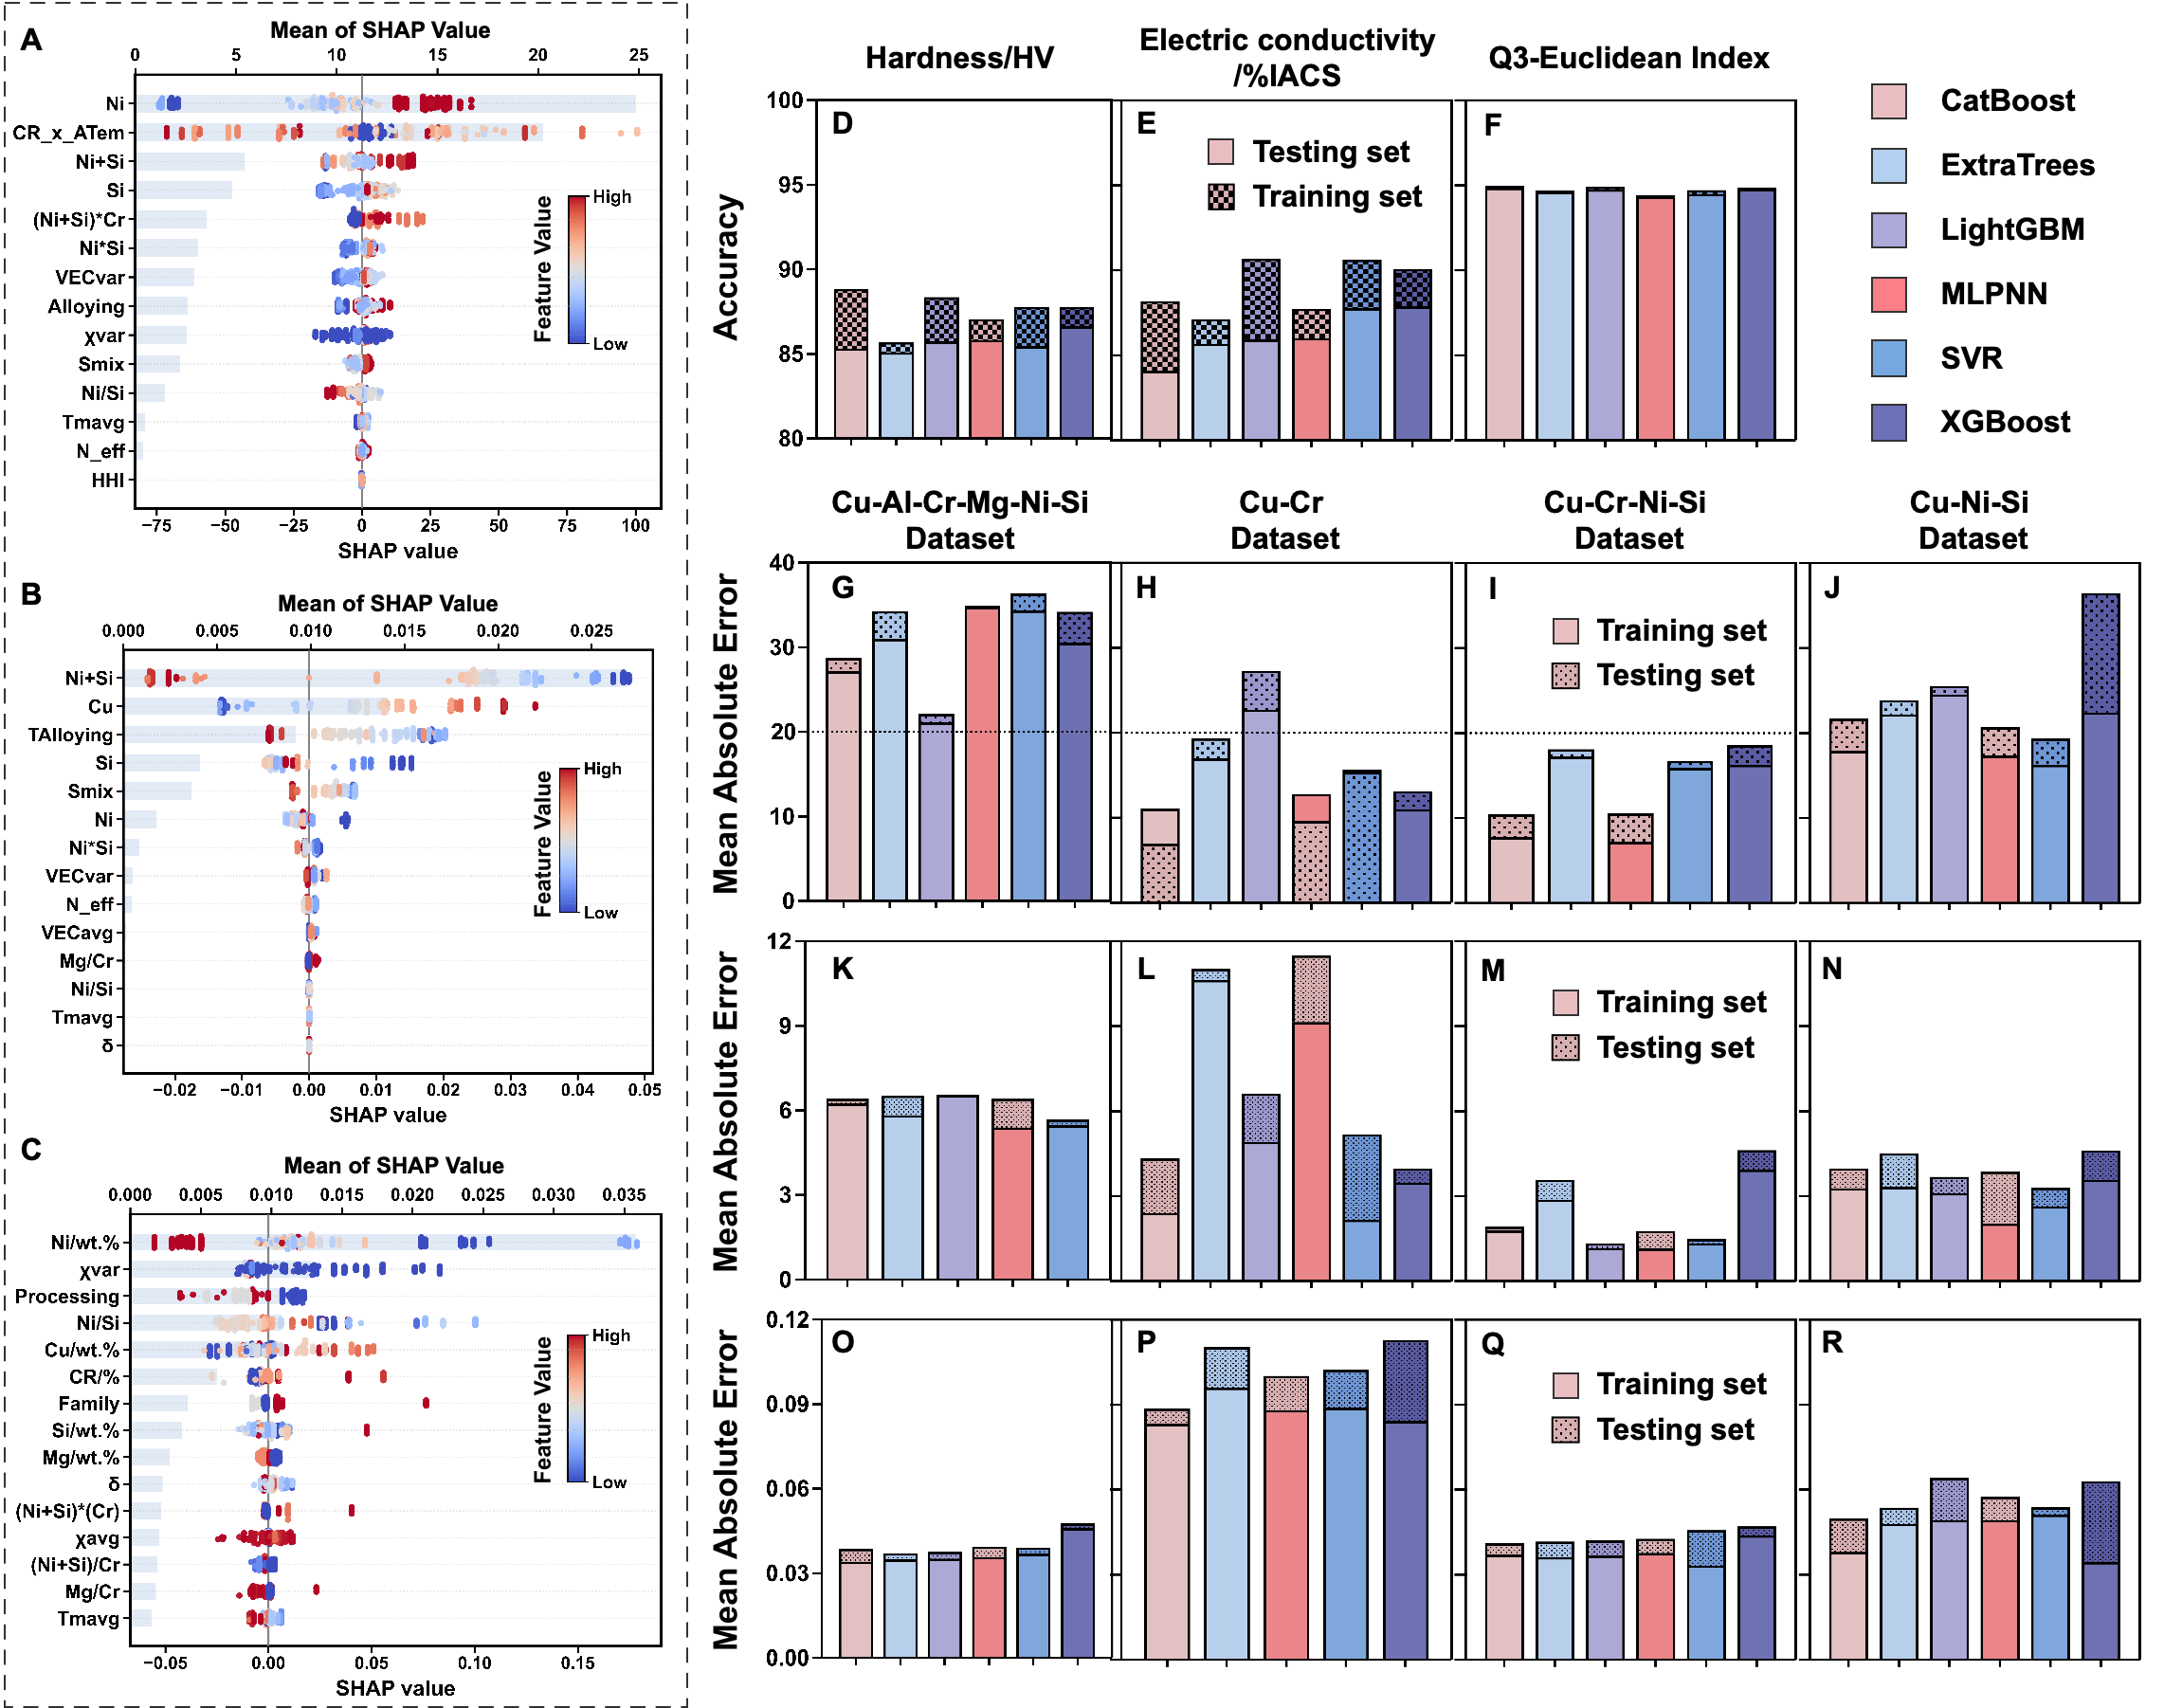 A
Mean of SHAP Value
0 5 10 15 20 25
Ni
CR_x_ATem
Ni+Si
Si
(Ni+Si)*Cr
Ni*Si
VECvar
Alloying
χvar
Smix
Ni/Si
Tmavg
N_eff
HHI
Feature Value
High
Low
−75 −50 −25 0 25 50 75 100
SHAP value
B
Mean of SHAP Value
0.000 0.005 0.010 0.015 0.020 0.025
Ni+Si
Cu
TAlloying
Si
Smix
Ni
Ni*Si
VECvar
N_eff
VECavg
Mg/Cr
Ni/Si
Tmavg
δ
Feature Value
High
Low
−0.02 −0.01 0.00 0.01 0.02 0.03 0.04 0.05
SHAP value
C
Mean of SHAP Value
0.000 0.005 0.010 0.015 0.020 0.025 0.030 0.035
Ni/wt.%
χvar
Processing
Ni/Si
Cu/wt.%
CR/%
Family
Si/wt.%
Mg/wt.%
δ
(Ni+Si)*(Cr)
χavg
(Ni+Si)/Cr
Mg/Cr
Tmavg
Feature Value
High
Low
−0.05 0.00 0.05 0.10 0.15
SHAP value
Hardness/HV
Electric conductivity
/%IACS
Q3-Euclidean Index
Accuracy
100
95
90
85
80
D
E
Testing set
Training set
F
CatBoost
ExtraTrees
LightGBM
MLPNN
SVR
XGBoost
Cu-Al-Cr-Mg-Ni-Si
Dataset
Cu-Cr
Dataset
Cu-Cr-Ni-Si
Dataset
Cu-Ni-Si
Dataset
Mean Absolute Error
40
30
20
10
0
G
H
I
Training set
Testing set
J
Mean Absolute Error
12
9
6
3
0
K
L
M
Training set
Testing set
N
Mean Absolute Error
0.12
0.09
0.06
0.03
0.00
O
P
Q
Training set
Testing set
R